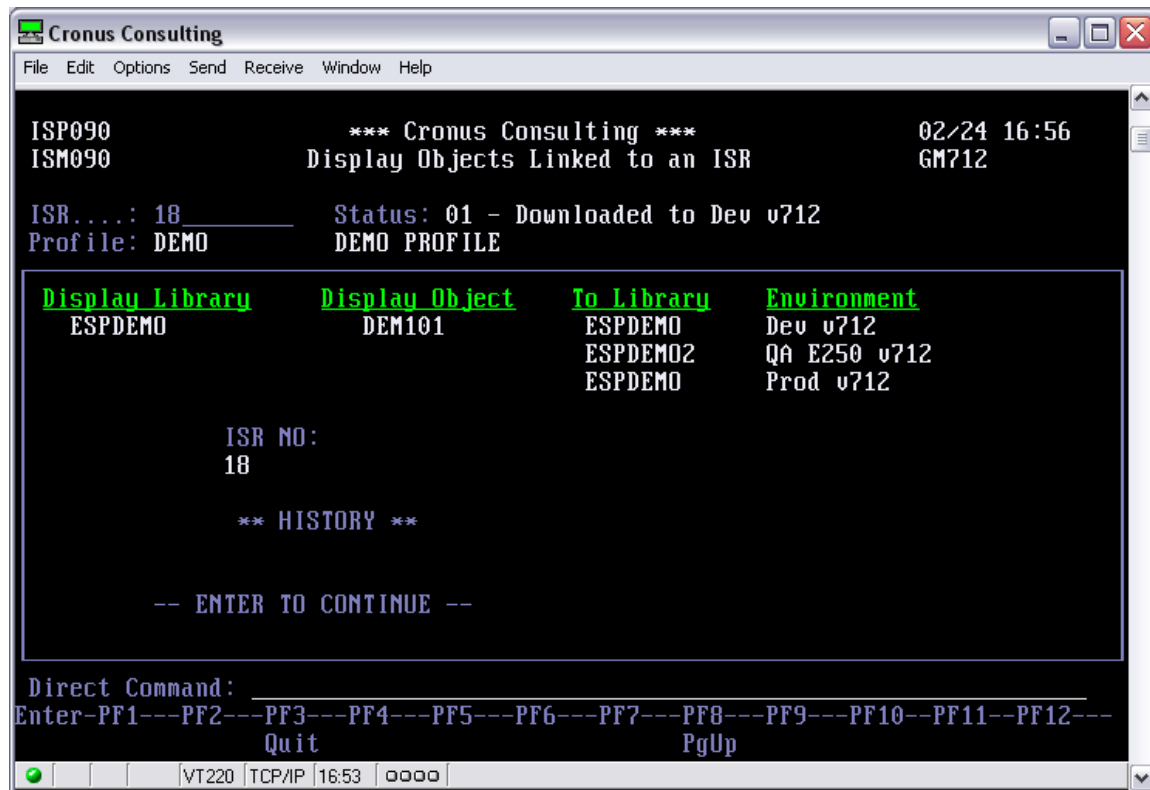 Cronus Consulting
File Edit Options Send Receive Window Help
ISP090 *** Cronus Consulting *** 02/24 16:56
ISM090 Display Objects Linked to an ISR GM712
ISR....: 18________ Status: 01 - Downloaded to Dev v712
Profile: DEMO DEMO PROFILE
Display Library Display Object To Library Environment
ESPDEMO DEM101 ESPDEMO Dev v712
ESPDEMO2 QA E250 v712
ESPDEMO Prod v712
ISR NO:
18
** HISTORY **
-- ENTER TO CONTINUE --
Direct Command: ____________________________________________________________
Enter-PF1---PF2---PF3---PF4---PF5---PF6---PF7---PF8---PF9---PF10--PF11--PF12---
Quit PgUp
VT220 TCP/IP 16:53